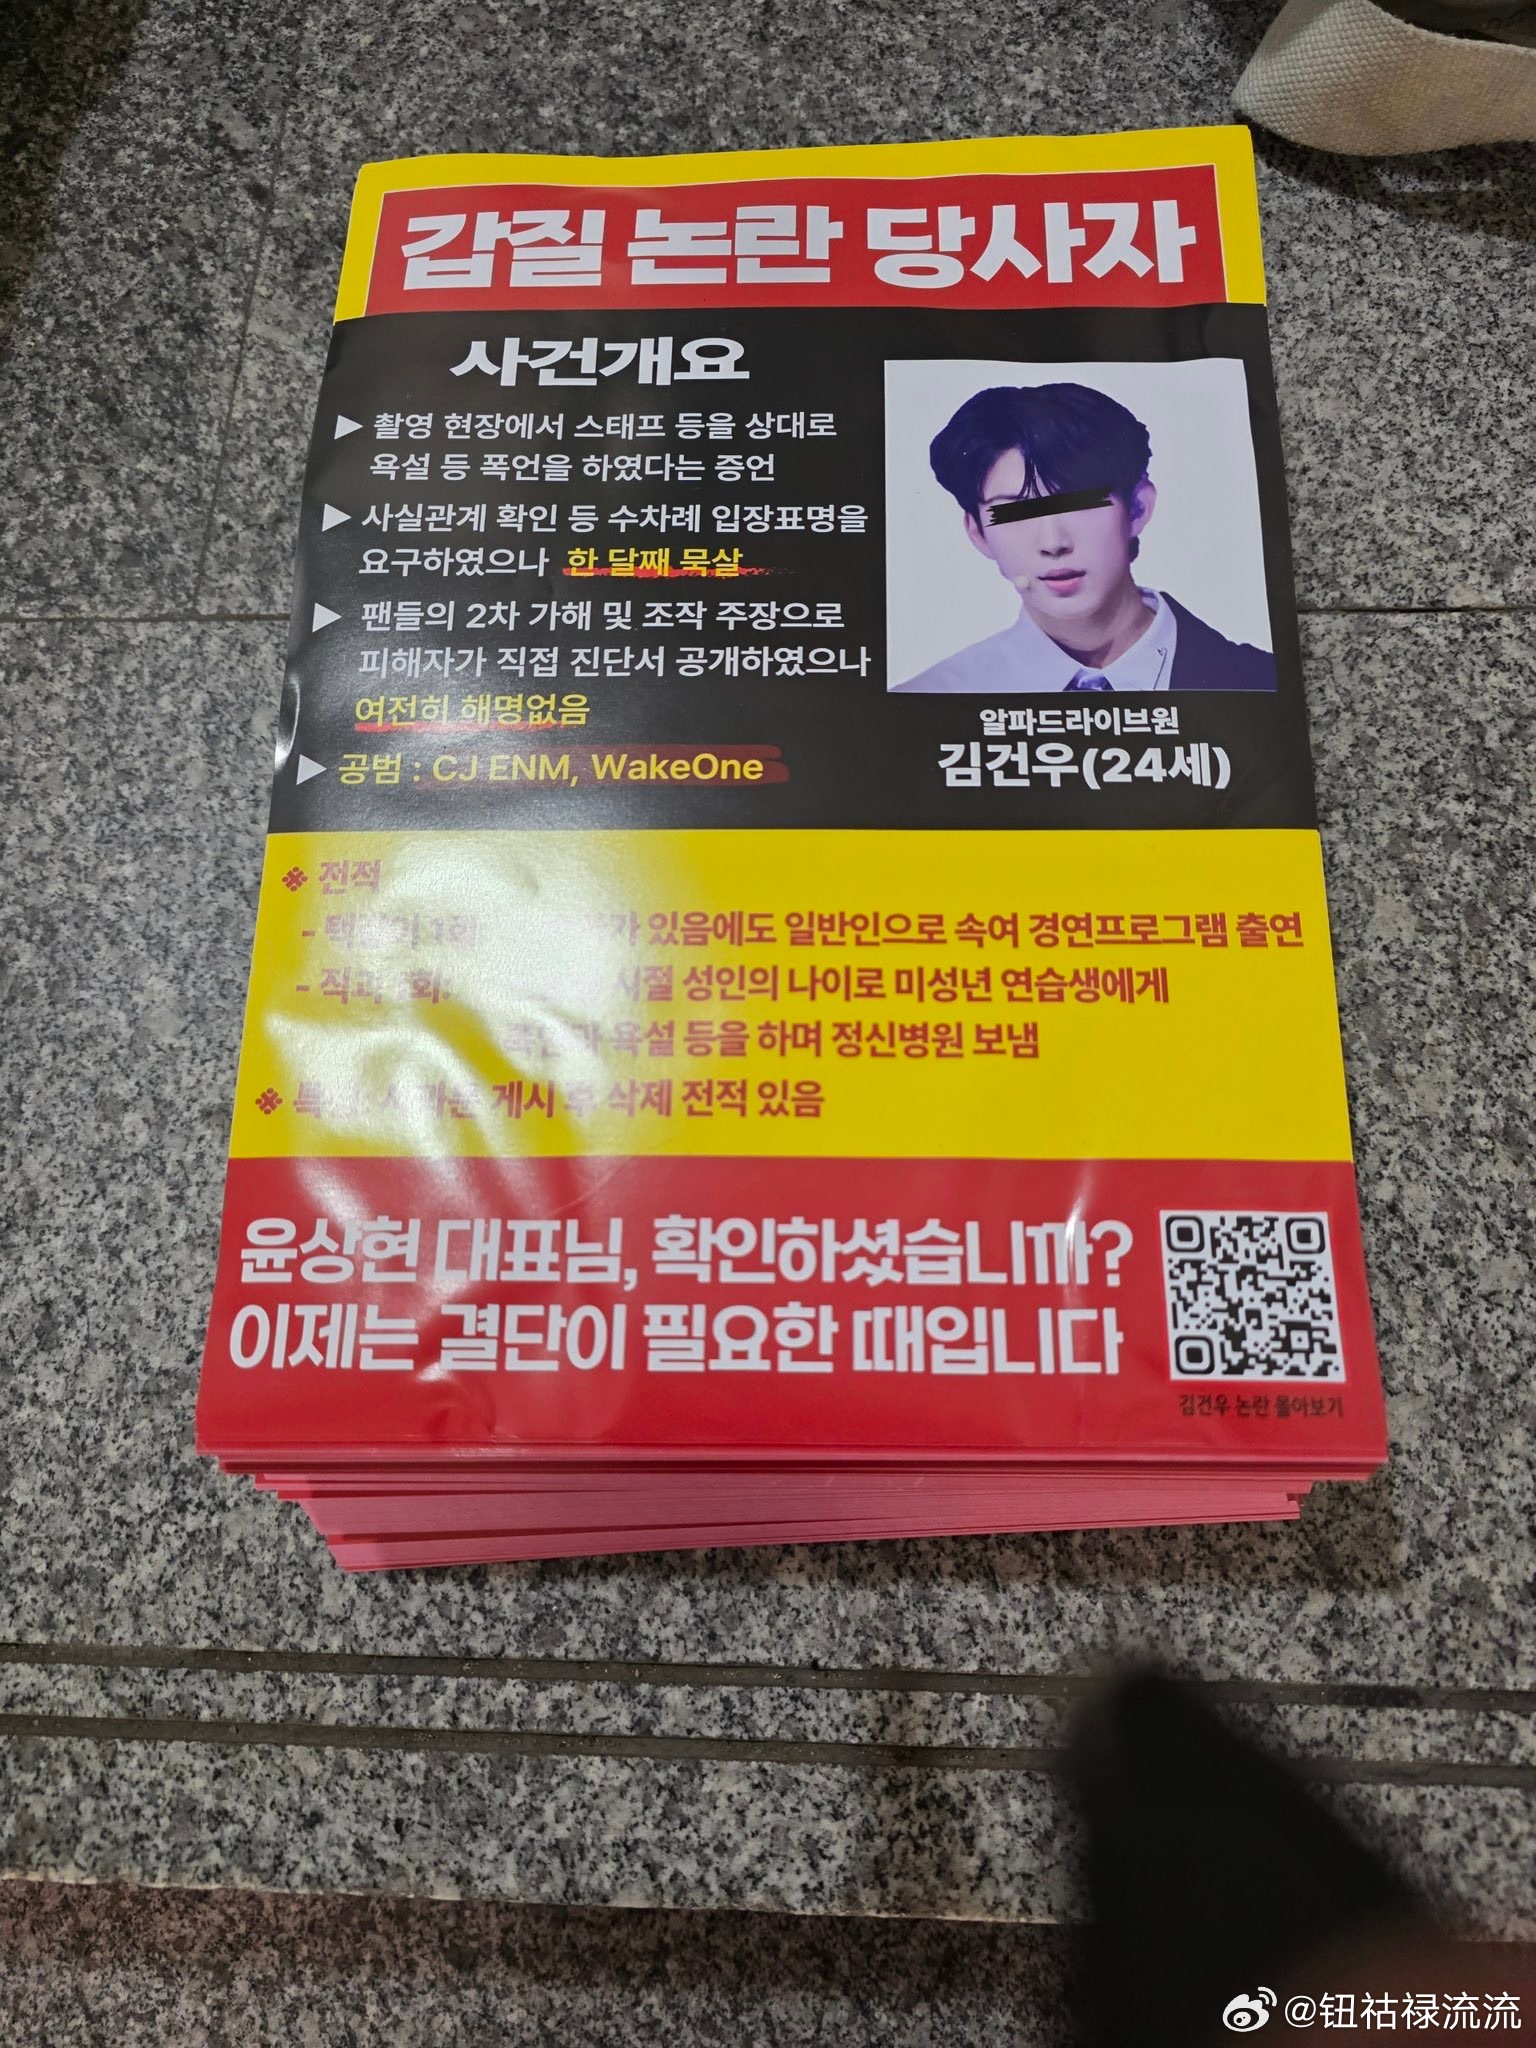 갑질 논란 당사자
사건개요
▶ 촬영 현장에서 스태프 등을 상대로
욕설 등 폭언을 하였다는 증언
▶ 사실관계 확인 등 수차례 입장표명을
요구하였으나 한 달째 묵살
▶ 팬들의 2차 가해 및 조작 주장으로
피해자가 직접 진단서 공개하였으나
여전히 해명없음
▶ 공범 : CJ ENM, WakeOne
알파드라이브원
김건우(24세)
※ 전적
- 있음에도 일반인으로 속여 경연프로그램 출연
- 시절 성인의 나이로 미성년 연습생에게
욕설 등을 하며 정신병원 보냄
※ 게시 후 삭제 전적 있음
윤상현 대표님, 확인하셨습니까?
이제는 결단이 필요한 때입니다
김건우 논란 몰아보기
@钮祜禄流流